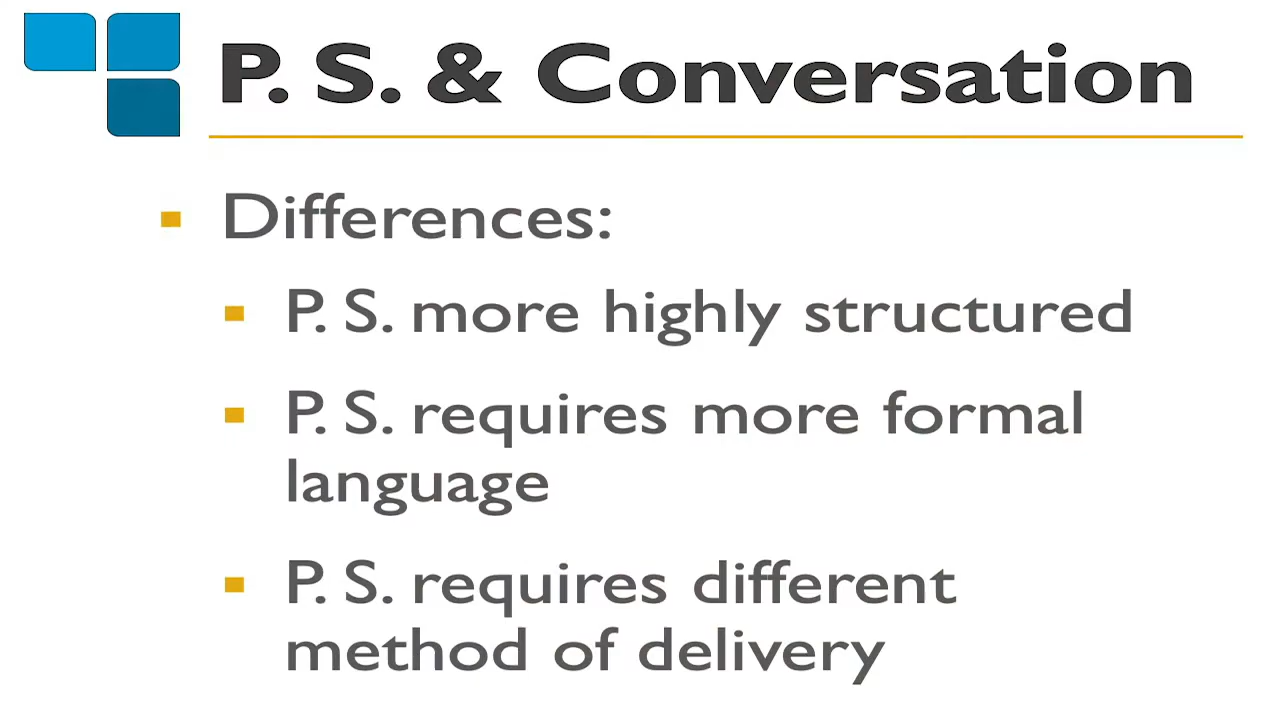 P. S. & Conversation
Differences:
P. S. more highly structured
P. S. requires more formal
language
P. S. requires different
method of delivery